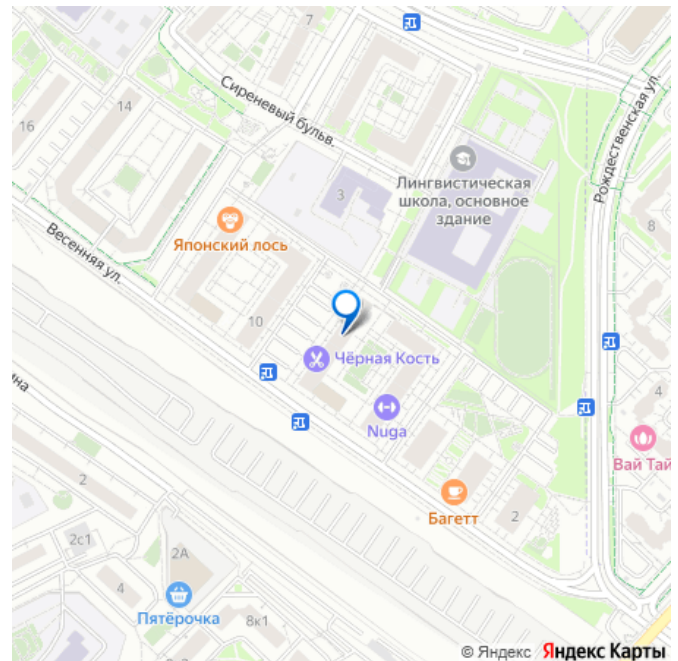 Сиреневый бульв.
14
16
Рождественская ул.
Лингвистическая
школа, основное
здание
3
8
Японский лось
Весенняя ул.
10
Чёрная Кость
4
Nuga
Вай Тай
ина
2
Багетт
2
2с1
2А
4
Пятёрочка
8к1
© Яндекс Яндекс Карты